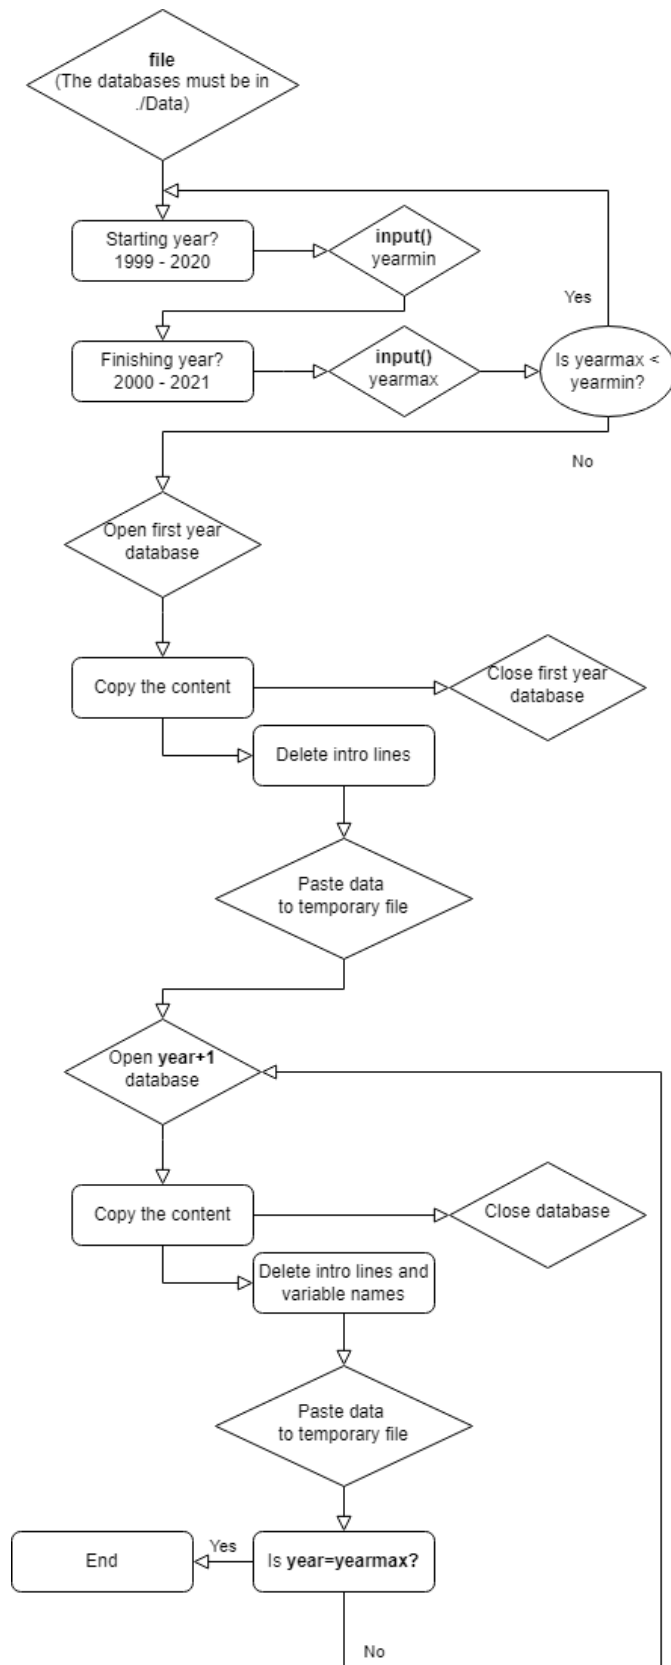 file
(The databases must be in
./Data)
Starting year?
1999 - 2020
input()
yearmin
Yes
Finishing year?
2000 - 2021
input()
yearmax
Is yearmax <
yearmin?
No
Open first year
database
Copy the content
Close first year
database
Delete intro lines
Paste data
to temporary file
Open year+1
database
Copy the content
Close database
Delete intro lines and
variable names
Paste data
to temporary file
End
Yes
Is year=yearmax?
No